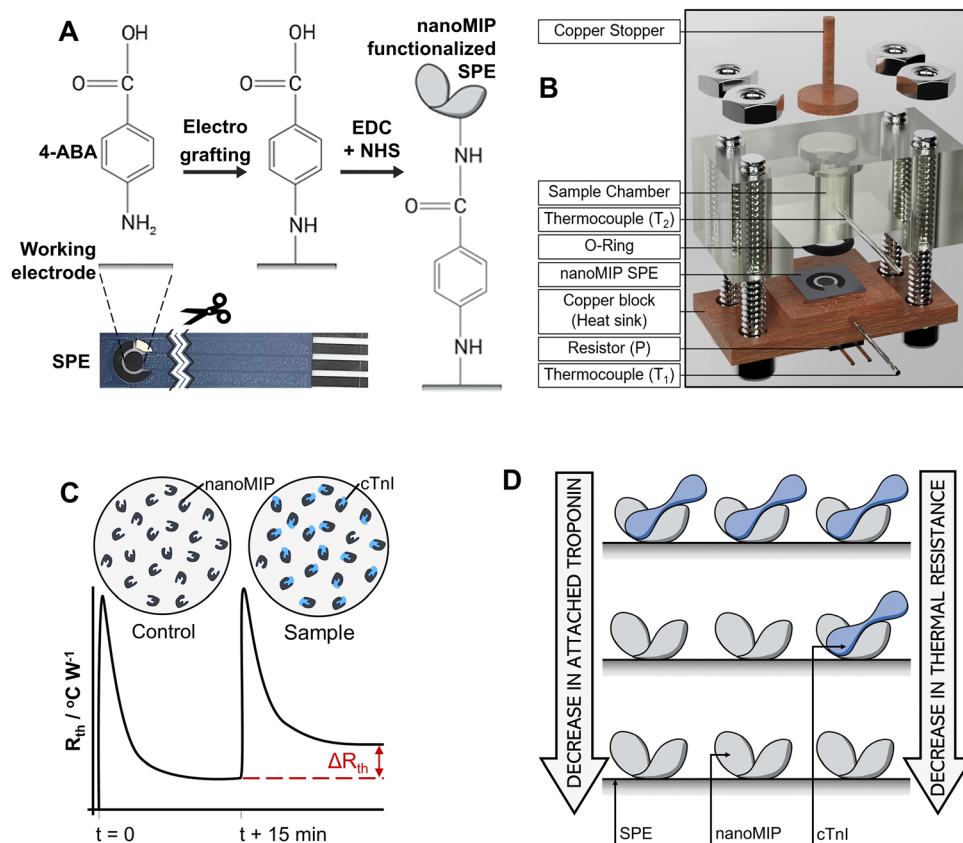 A
OH
O
4-ABA
NH2
Electro
grafting
OH
O
NH
EDC
+ NHS
nanoMIP
functionalized
SPE
NH
O
NH
Working
electrode
SPE
B
Copper Stopper
Sample Chamber
Thermocouple (T2)
O-Ring
nanoMIP SPE
Copper block
(Heat sink)
Resistor (P)
Thermocouple (T1)
C
nanoMIP
cTnI
Control
Sample
Rth / °C W-1
ΔRth
t = 0
t + 15 min
D
DECREASE IN ATTACHED TROPONIN
DECREASE IN THERMAL RESISTANCE
SPE
nanoMIP
cTnI